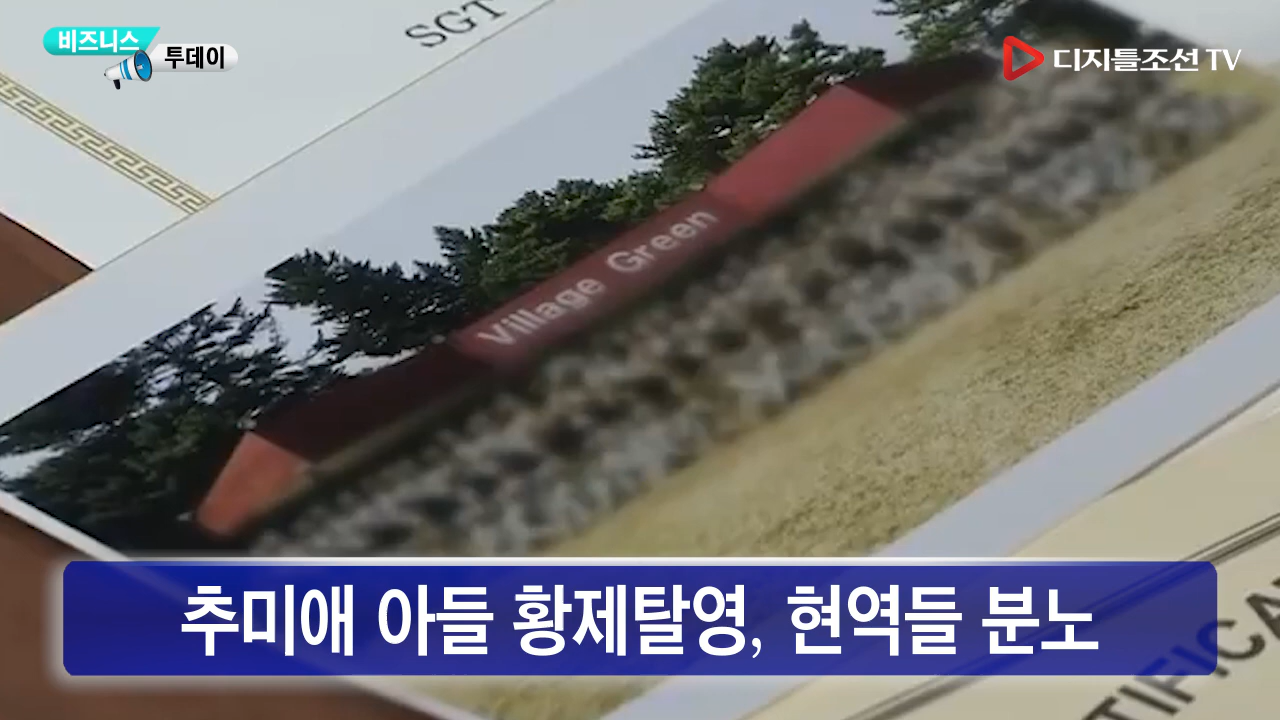 비즈니스
투데이
SGT
디지틀조선 TV
Village Green
추미애 아들 황제탈영, 현역들 분노